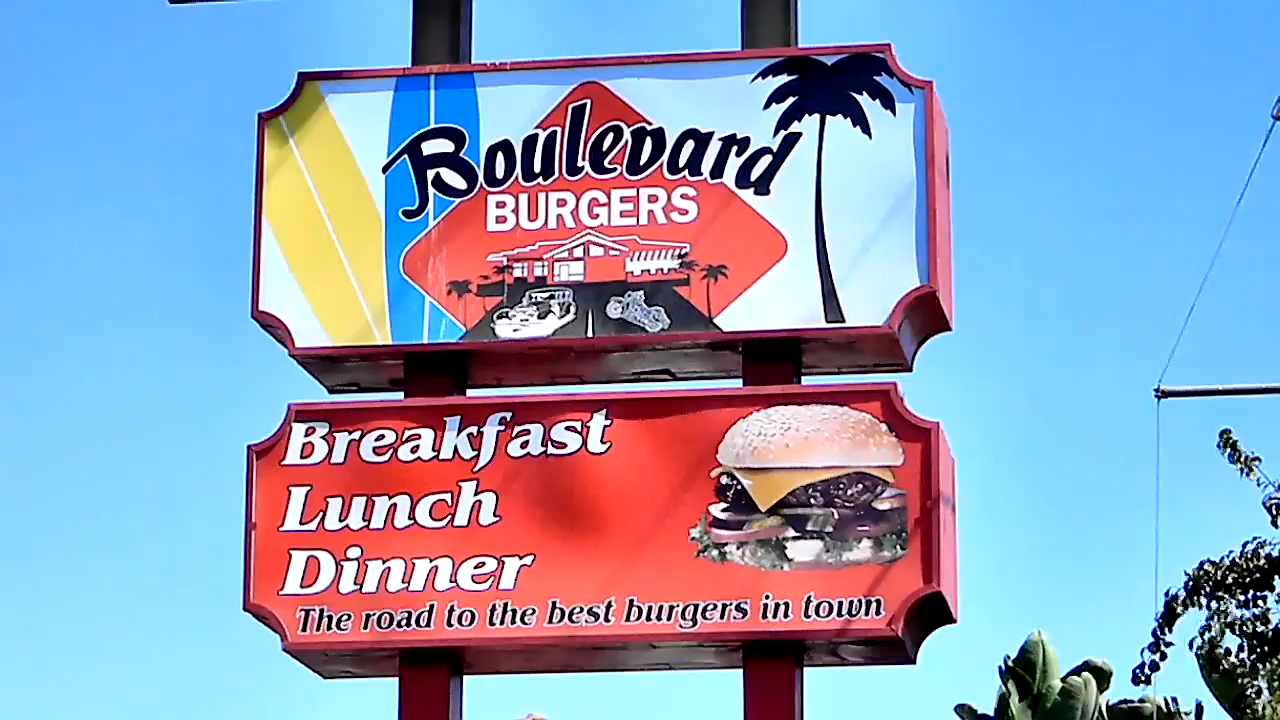 Boulevard
BURGERS
Breakfast
Lunch
Dinner
The road to the best burgers in town